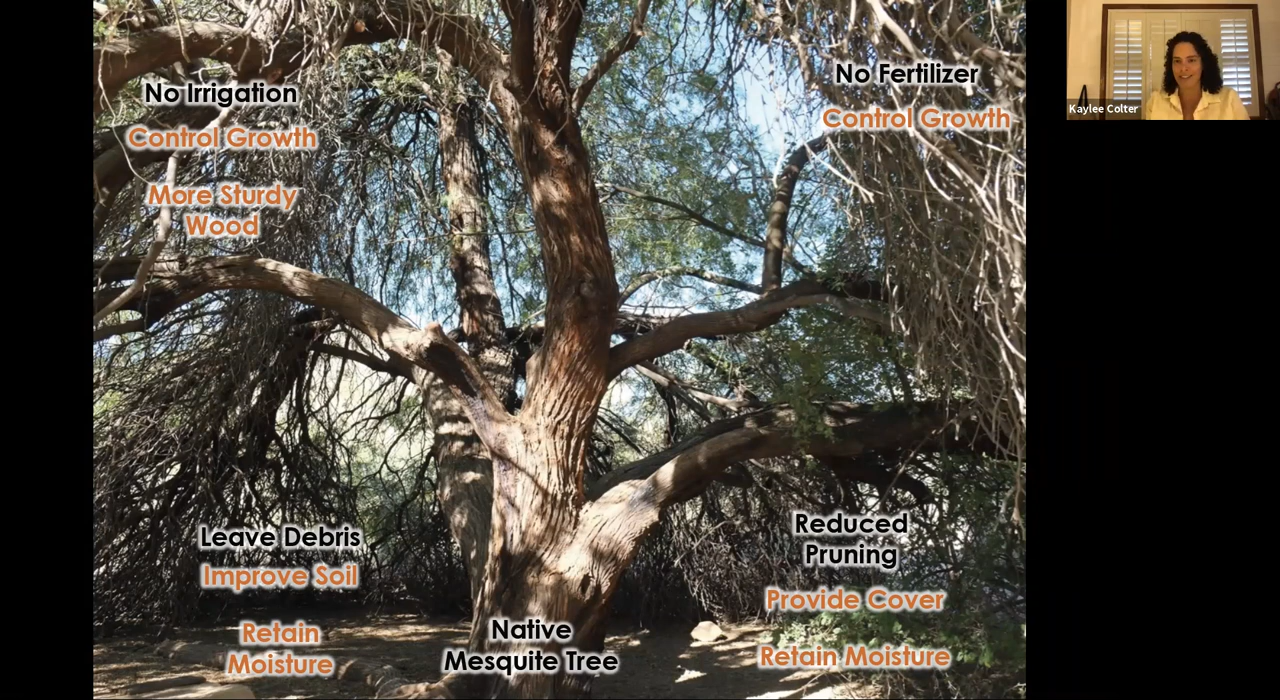 No Irrigation
Control Growth
More Sturdy
Wood
No Fertilizer
Control Growth
Kaylee Colter
Leave Debris
Improve Soil
Retain
Moisture
Native
Mesquite Tree
Reduced
Pruning
Provide Cover
Retain Moisture